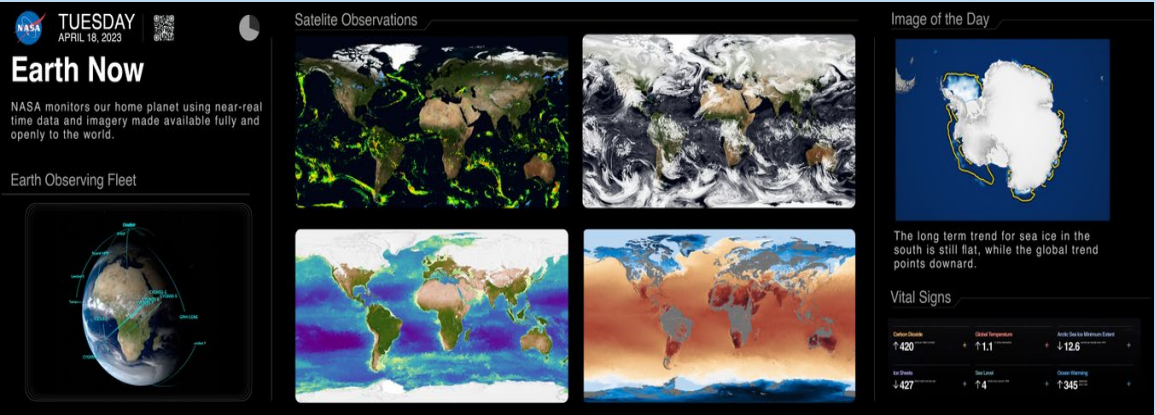 NASA
TUESDAY
APRIL 18, 2023
Earth Now
NASA monitors our home planet using near-real
time data and imagery made available fully and
openly to the world.
Earth Observing Fleet
Satelite Observations
Image of the Day
The long term trend for sea ice in the
south is still flat, while the global trend
points downard.
Vital Signs
Carbon Dioxide
↑ 420
Global Temperature
↑ 1.1
Arctic Sea Ice Minimum Extent
↓ 12.6
Ice Sheets
↓ 427
Sea Level
↑ 4
Ocean Warming
↑ 345